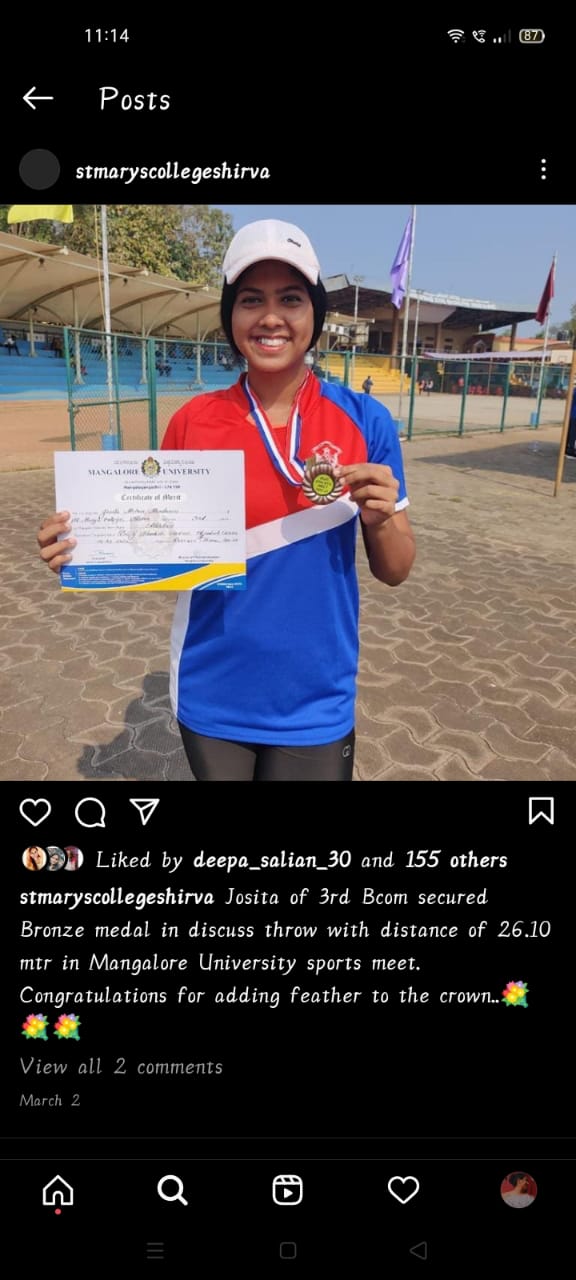 11:14
87
Posts
stmaryscollegeshirva
MANGALORE UNIVERSITY
Certificate of Merit
Liked by deepa_salian_30 and 155 others
stmaryscollegeshirva Josita of 3rd Bcom secured
Bronze medal in discuss throw with distance of 26.10
mtr in Mangalore University sports meet.
Congratulations for adding feather to the crown..💐
💐💐
View all 2 comments
March 2